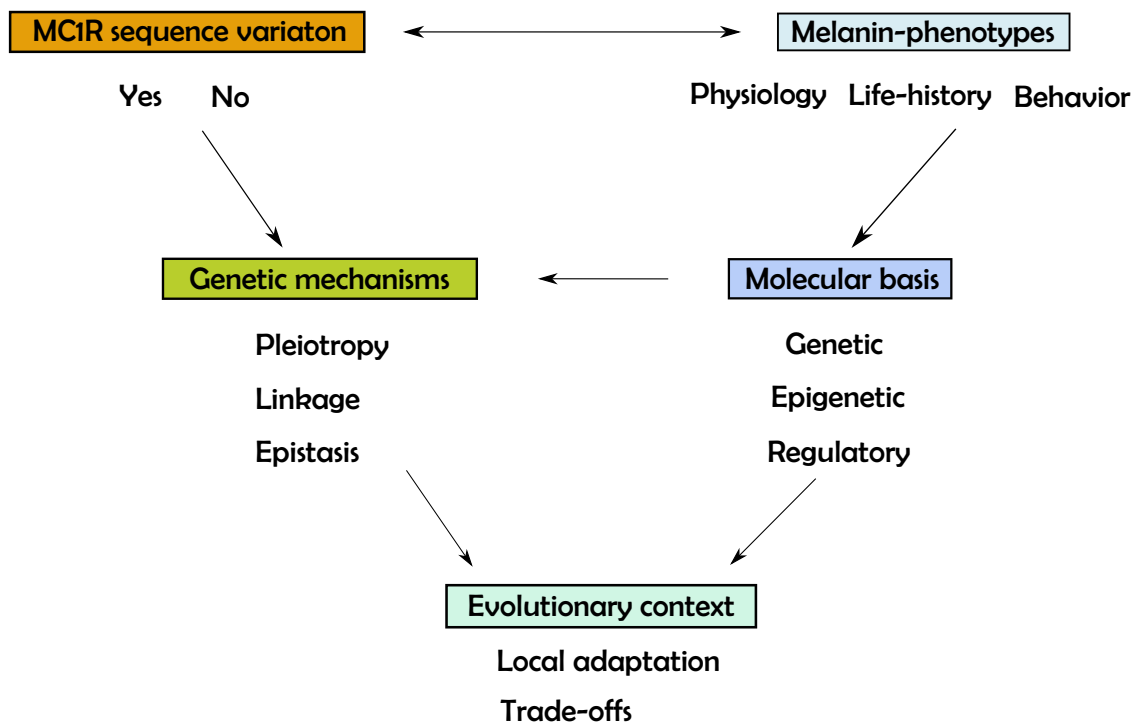 MC1R sequence variaton
Melanin-phenotypes
Yes No
Physiology Life-history Behavior
Genetic mechanisms
Molecular basis
Pleiotropy
Genetic
Linkage
Epigenetic
Epistasis
Regulatory
Evolutionary context
Local adaptation
Trade-offs